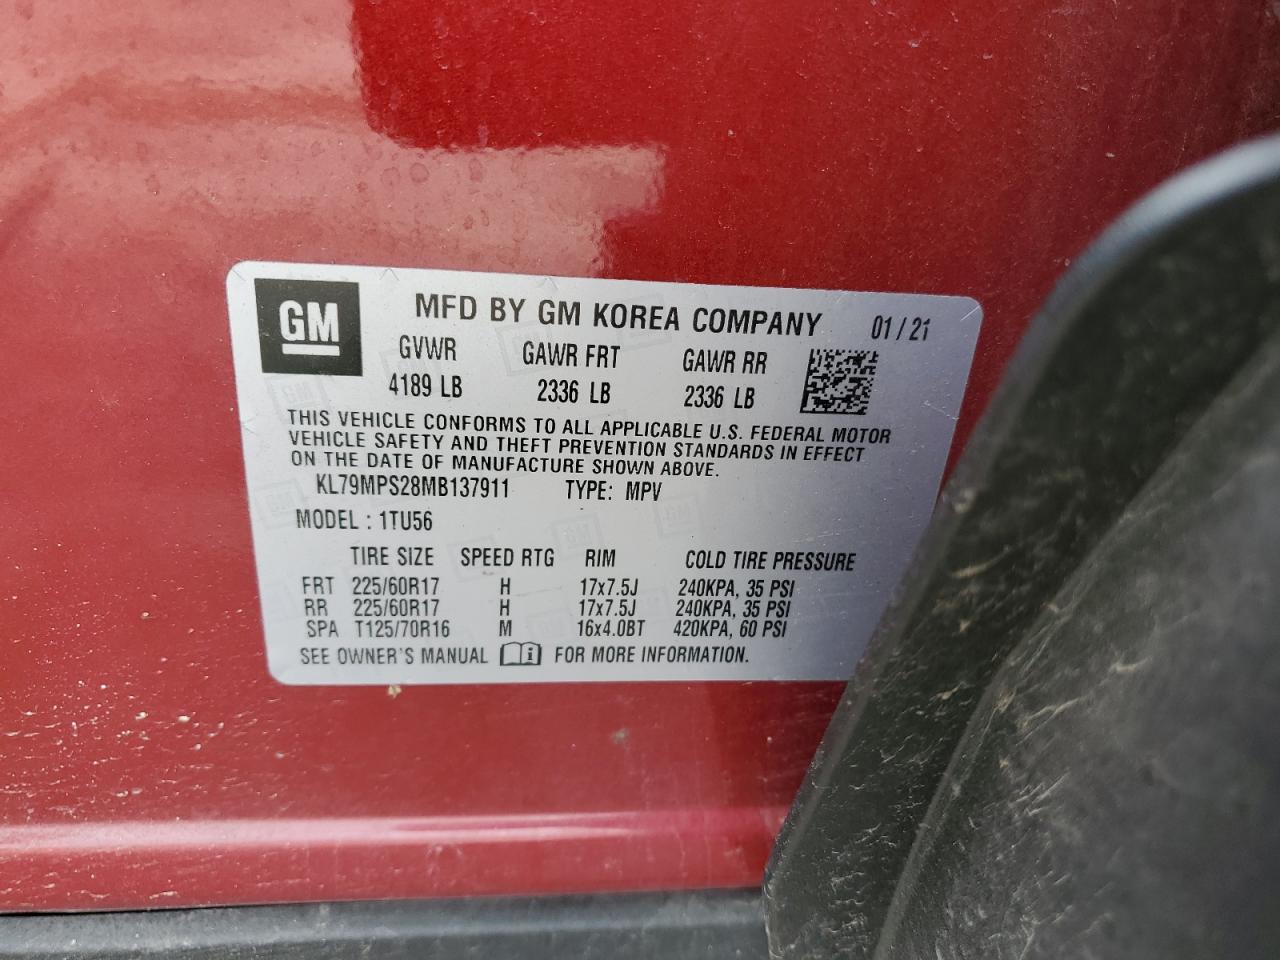 GM MFD BY GM KOREA COMPANY 01/21
GVWR GAWR FRT GAWR RR
4189 LB 2336 LB 2336 LB
THIS VEHICLE CONFORMS TO ALL APPLICABLE U.S. FEDERAL MOTOR
VEHICLE SAFETY AND THEFT PREVENTION STANDARDS IN EFFECT
ON THE DATE OF MANUFACTURE SHOWN ABOVE.
KL79MPS28MB137911 TYPE: MPV
MODEL : 1TU56
TIRE SIZE SPEED RTG RIM COLD TIRE PRESSURE
FRT 225/60R17 H 17x7.5J 240KPA, 35 PSI
RR 225/60R17 H 17x7.5J 240KPA, 35 PSI
SPA T125/70R16 M 16x4.0BT 420KPA, 60 PSI
SEE OWNER'S MANUAL i FOR MORE INFORMATION.